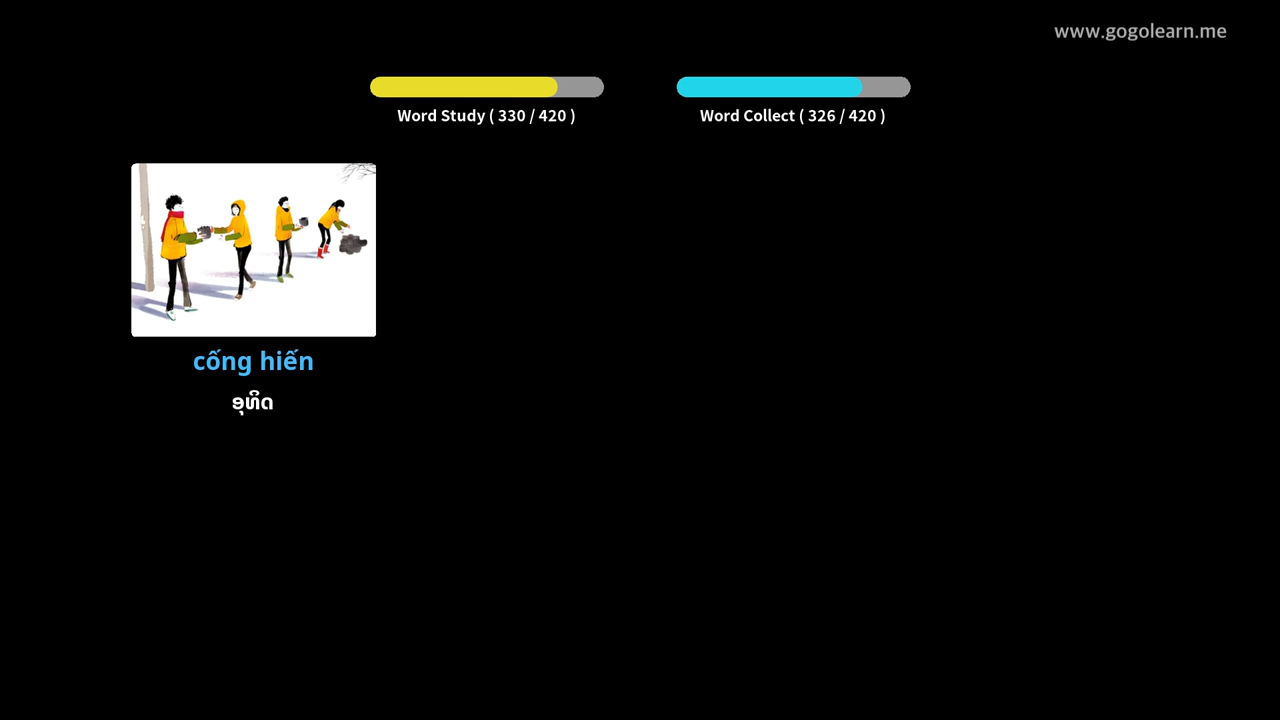 www.gogolearn.me
Word Study ( 330 / 420 )
Word Collect ( 326 / 420 )
cống hiến
ອຸທິດ